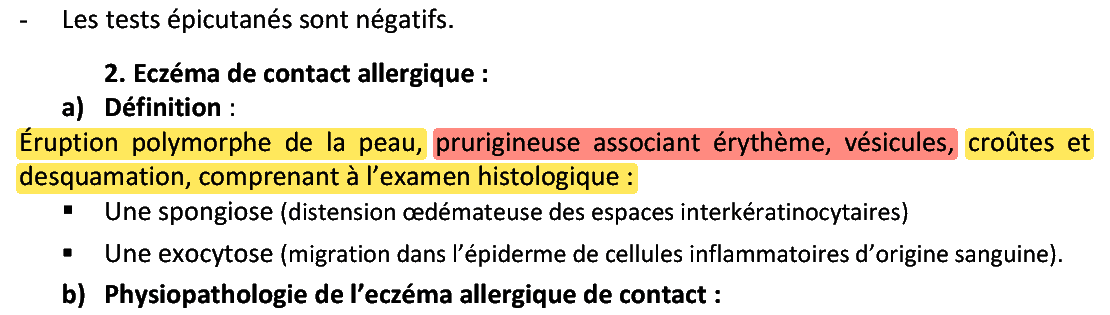 - Les tests épicutanés sont négatifs.
2. Eczéma de contact allergique :
a) Définition :
Éruption polymorphe de la peau, prurigineuse associant érythème, vésicules, croûtes et
desquamation, comprenant à l’examen histologique :
▪ Une spongiose (distension œdémateuse des espaces interkératinocytaires)
▪ Une exocytose (migration dans l’épiderme de cellules inflammatoires d’origine sanguine).
b) Physiopathologie de l’eczéma allergique de contact :